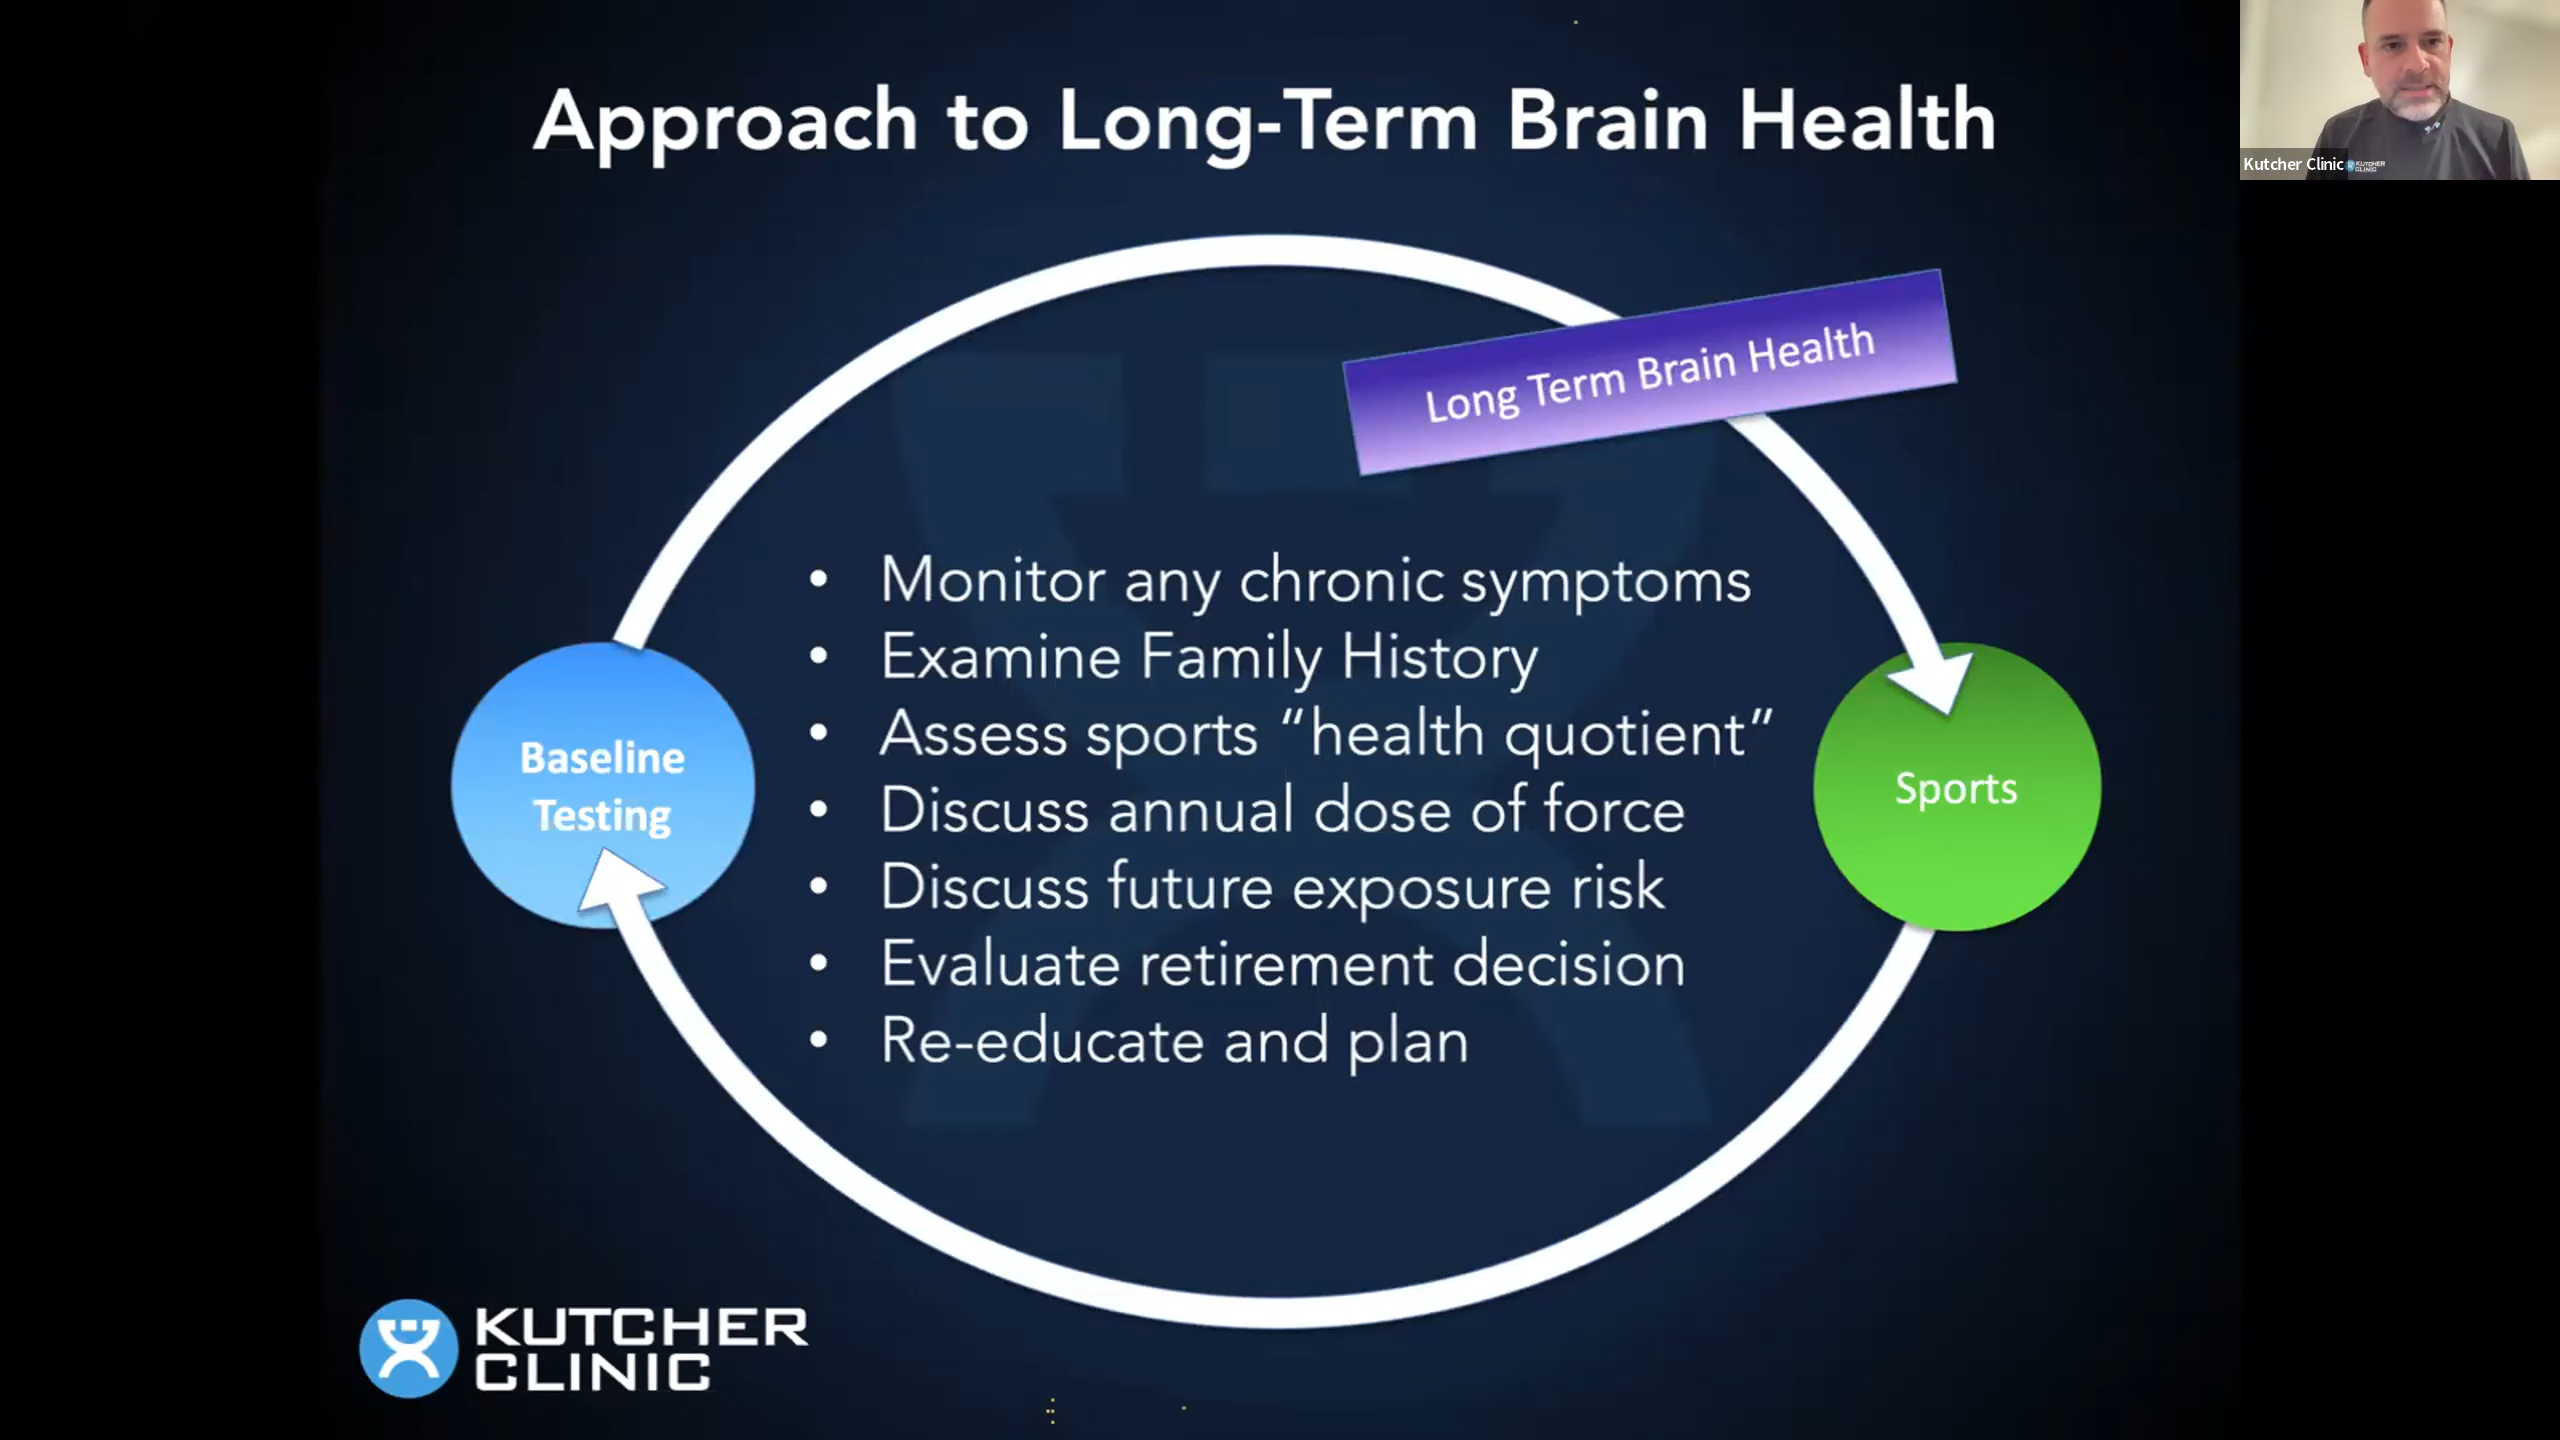 Approach to Long-Term Brain Health
Kutcher Clinic
KUTCHER
CLINIC
Long Term Brain Health
• Monitor any chronic symptoms
• Examine Family History
• Assess sports “health quotient”
• Discuss annual dose of force
• Discuss future exposure risk
• Evaluate retirement decision
• Re-educate and plan
Baseline
Testing
Sports
KUTCHER
CLINIC